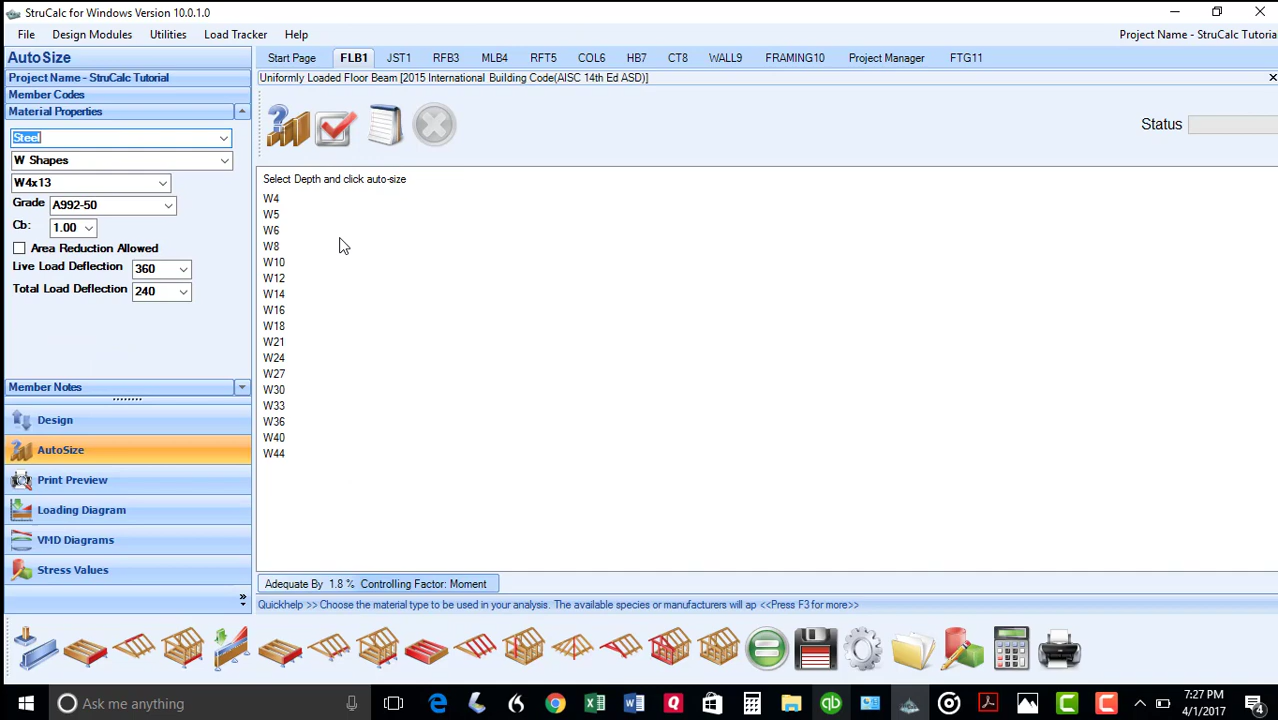 StruCalc for Windows Version 10.0.1.0
File Design Modules Utilities Load Tracker Help
Project Name - StruCalc Tutoria
AutoSize
Start Page FLB1 JST1 RFB3 MLB4 RFT5 COL6 HB7 CT8 WALL9 FRAMING10 Project Manager FTG11
Project Name - StruCalc Tutorial
Uniformly Loaded Floor Beam [2015 International Building Code(AISC 14th Ed ASD)]
Member Codes
Material Properties
Status
Steel
W Shapes
W4x13
Grade A992-50
Cb: 1.00
Area Reduction Allowed
Live Load Deflection 360
Total Load Deflection 240
Select Depth and click auto-size
W4
W5
W6
W8
W10
W12
W14
W16
W18
W21
W24
W27
W30
W33
W36
W40
W44
Member Notes
Design
AutoSize
Print Preview
Loading Diagram
VMD Diagrams
Stress Values
Adequate By 1.8 % Controlling Factor: Moment
Quickhelp >> Choose the material type to be used in your analysis. The available species or manufacturers will ap <<Press F3 for more>>
Ask me anything
7:27 PM
4/1/2017
4